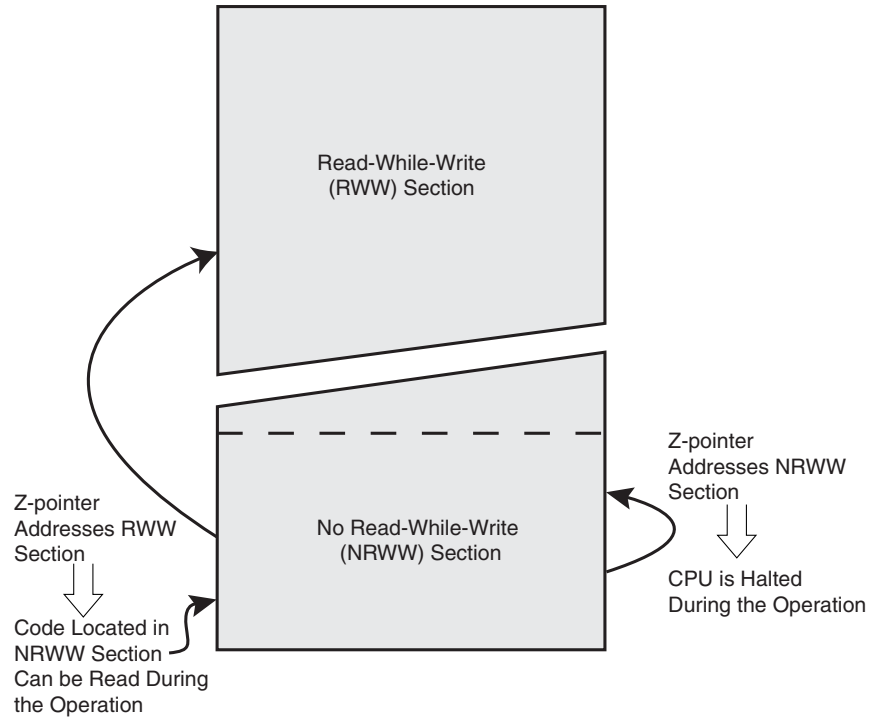 Read-While-Write
(RWW) Section
Z-pointer
Addresses RWW
Section
Code Located in
NRWW Section
Can be Read During
the Operation
No Read-While-Write
(NRWW) Section
Z-pointer
Addresses NRWW
Section
CPU is Halted
During the Operation